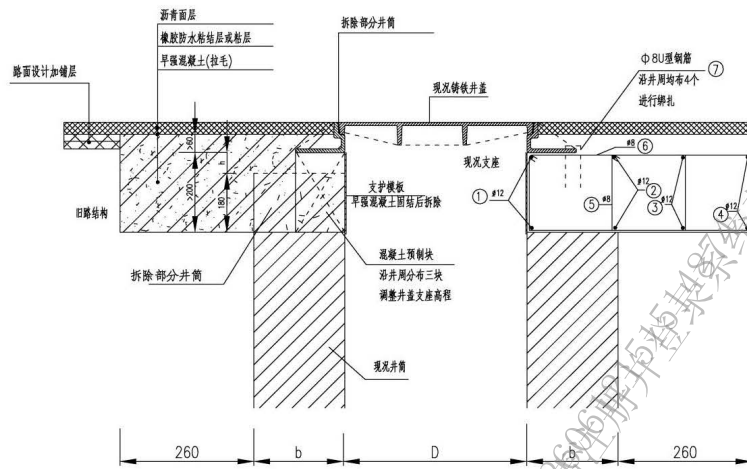 沥青面层
橡胶防水粘结层或粘层
早强混凝土(拉毛)
路面设计加铺层
拆除部分井筒
现况铸铁井盖
Φ8U型钢筋 ⑦
沿井周均布4个
进行绑扎
>60
h
>200
180
旧路结构
现况支座
ø8 ⑥
支护模板
早强混凝土固结后拆除
① ø12
ø12 ②
⑤ ø8
ø12
③
ø12
④
混凝土预制块
沿井周分布三块
调整井盖支座高程
拆除部分井筒
现况井筒
260 b D b 260